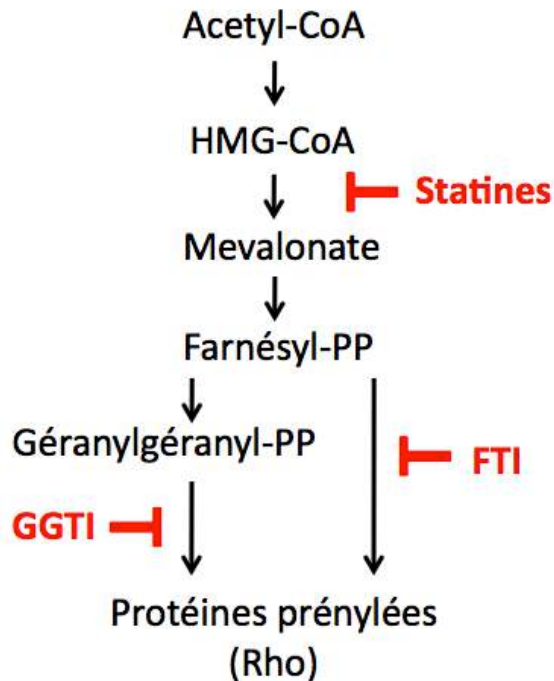 Acetyl-CoA
HMG-CoA
Statines
Mevalonate
Farnésyl-PP
Géranylgéranyl-PP
FTI
GGTI
Protéines prénylées
(Rho)